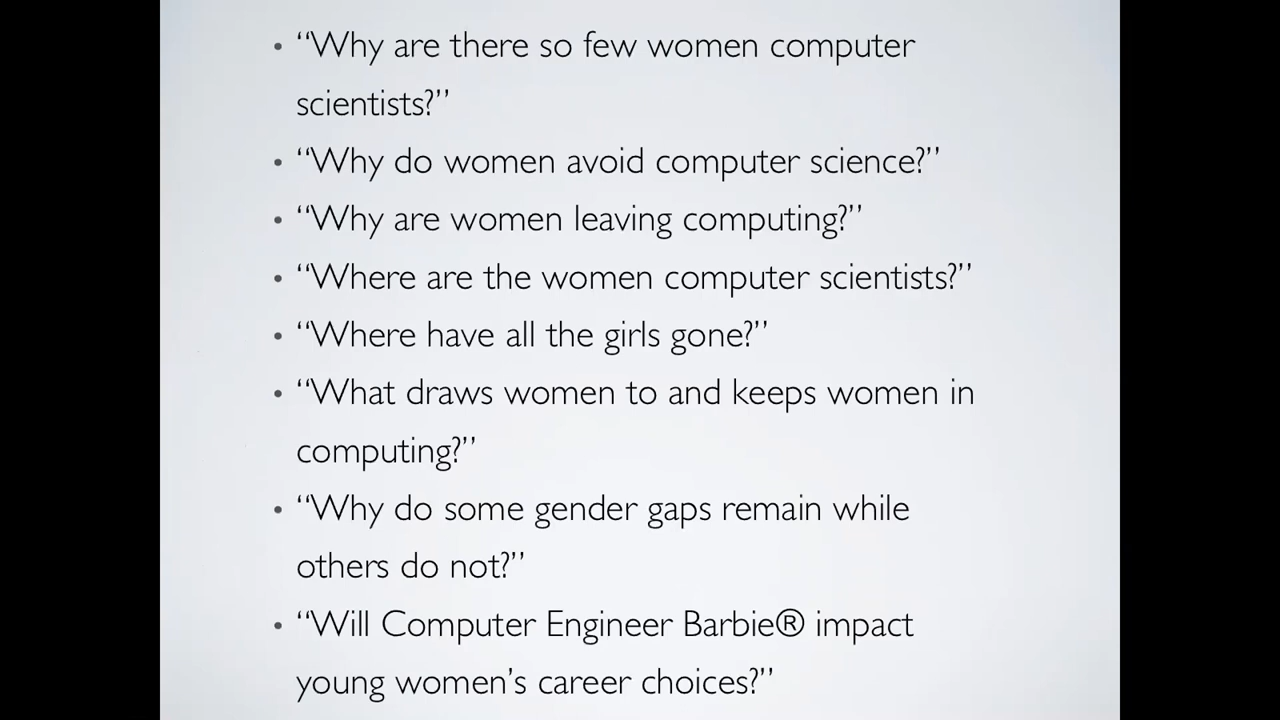 • “Why are there so few women computer
scientists?”
• “Why do women avoid computer science?”
• “Why are women leaving computing?”
• “Where are the women computer scientists?”
• “Where have all the girls gone?”
• “What draws women to and keeps women in
computing?”
• “Why do some gender gaps remain while
others do not?”
• “Will Computer Engineer Barbie® impact
young women’s career choices?”